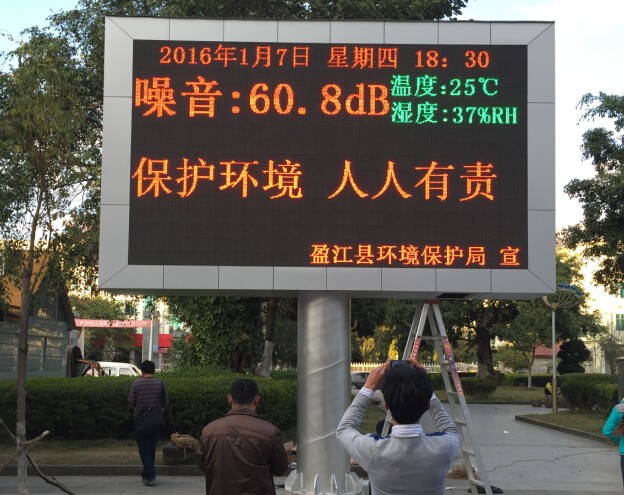 2016年1月7日 星期四 18:30
噪音:60.8dB
温度:25℃
湿度:37%RH
保护环境 人人有责
盈江县环境保护局 宣